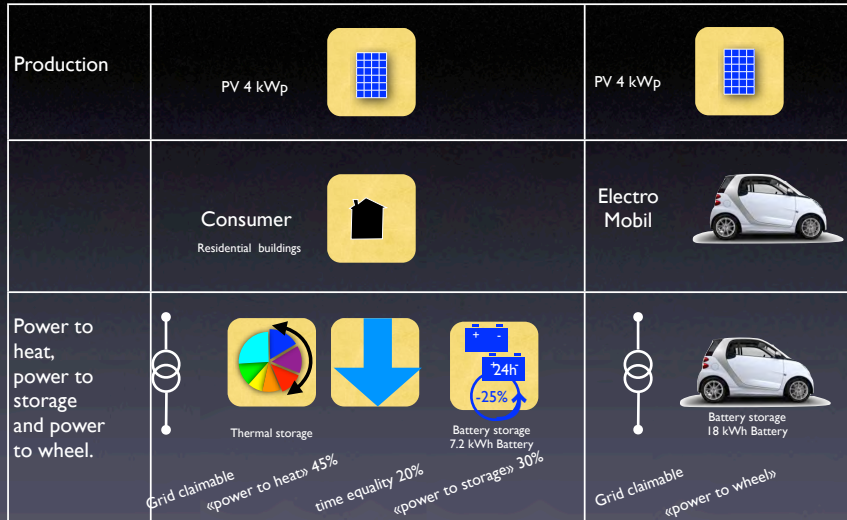 Production
PV 4 kWp
PV 4 kWp
Consumer
Residential buildings
Electro
Mobil
Power to
heat,
power to
storage
and power
to wheel.
+ -
+ -
24h
-25%
Thermal storage
Battery storage
7.2 kWh Battery
Battery storage
18 kWh Battery
Grid claimable
«power to heat» 45%
time equality 20%
«power to storage» 30%
Grid claimable
«power to wheel»